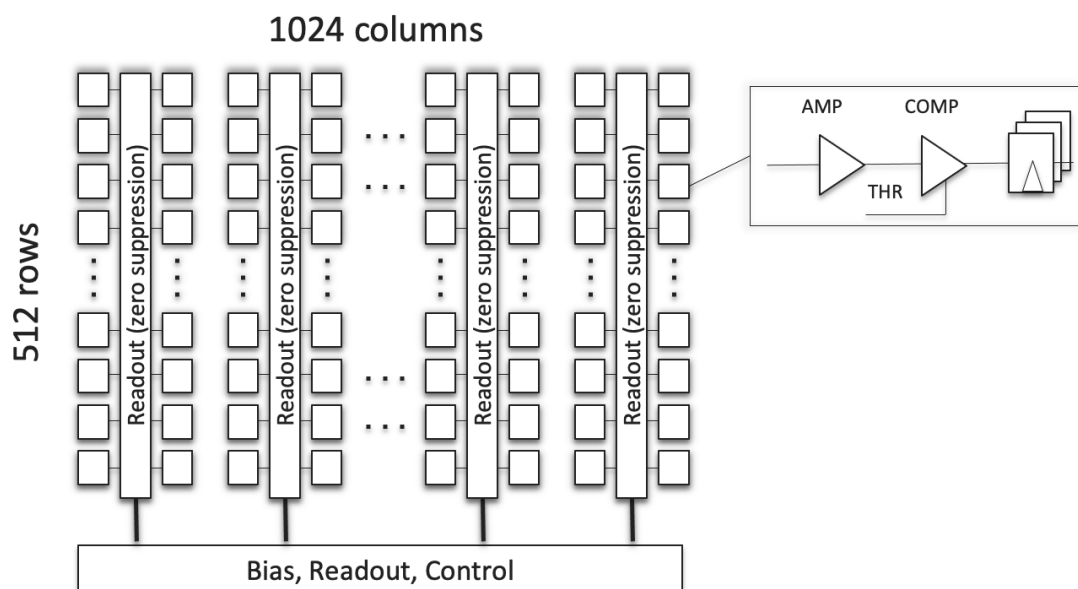 1024 columns
512 rows
Readout (zero suppression)
Readout (zero suppression)
Readout (zero suppression)
Readout (zero suppression)
AMP
COMP
THR
Bias, Readout, Control